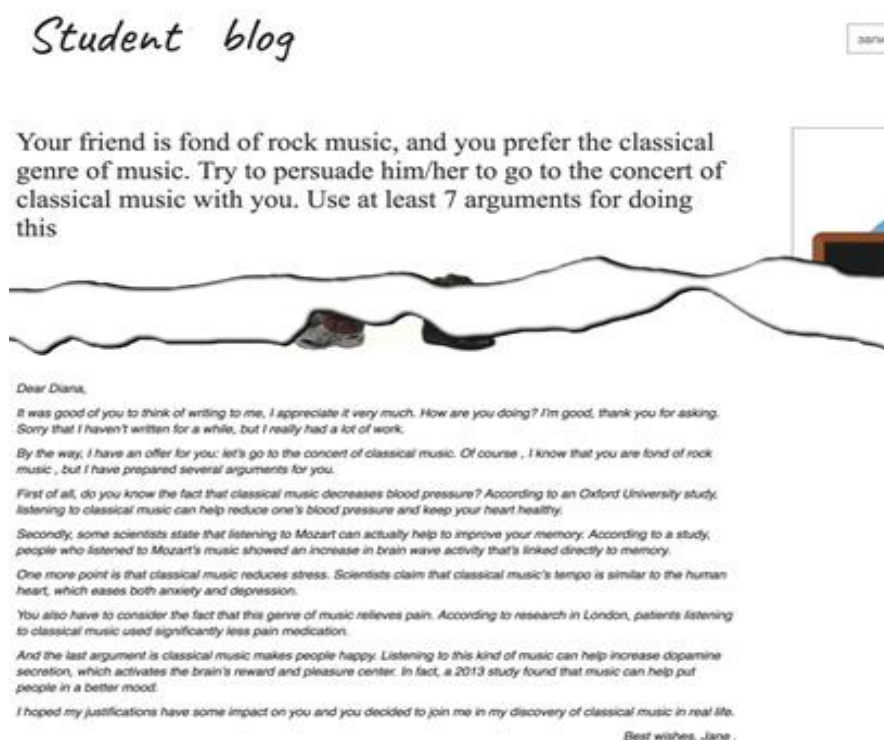 Student blog
Your friend is fond of rock music, and you prefer the classical
genre of music. Try to persuade him/her to go to the concert of
classical music with you. Use at least 7 arguments for doing
this
Dear Diana,
It was good of you to think of writing to me, I appreciate it very much. How are you doing? I'm good, thank you for asking.
Sorry that I haven't written for a while, but I really had a lot of work.
By the way, I have an offer for you: let's go to the concert of classical music. Of course , I know that you are fond of rock
music , but I have prepared several arguments for you.
First of all, do you know the fact that classical music decreases blood pressure? According to an Oxford University study,
listening to classical music can help reduce one's blood pressure and keep your heart healthy.
Secondly, some scientists state that listening to Mozart can actually help to improve your memory. According to a study,
people who listened to Mozart's music showed an increase in brain wave activity that's linked directly to memory.
One more point is that classical music reduces stress. Scientists claim that classical music's tempo is similar to the human
heart, which eases both anxiety and depression.
You also have to consider the fact that this genre of music relieves pain. According to research in London, patients listening
to classical music used significantly less pain medication.
And the last argument is classical music makes people happy. Listening to this kind of music can help increase dopamine
secretion, which activates the brain's reward and pleasure center. In fact, a 2013 study found that music can help put
people in a better mood.
I hoped my justifications have some impact on you and you decided to join me in my discovery of classical music in real life.
Best wishes, Jane .